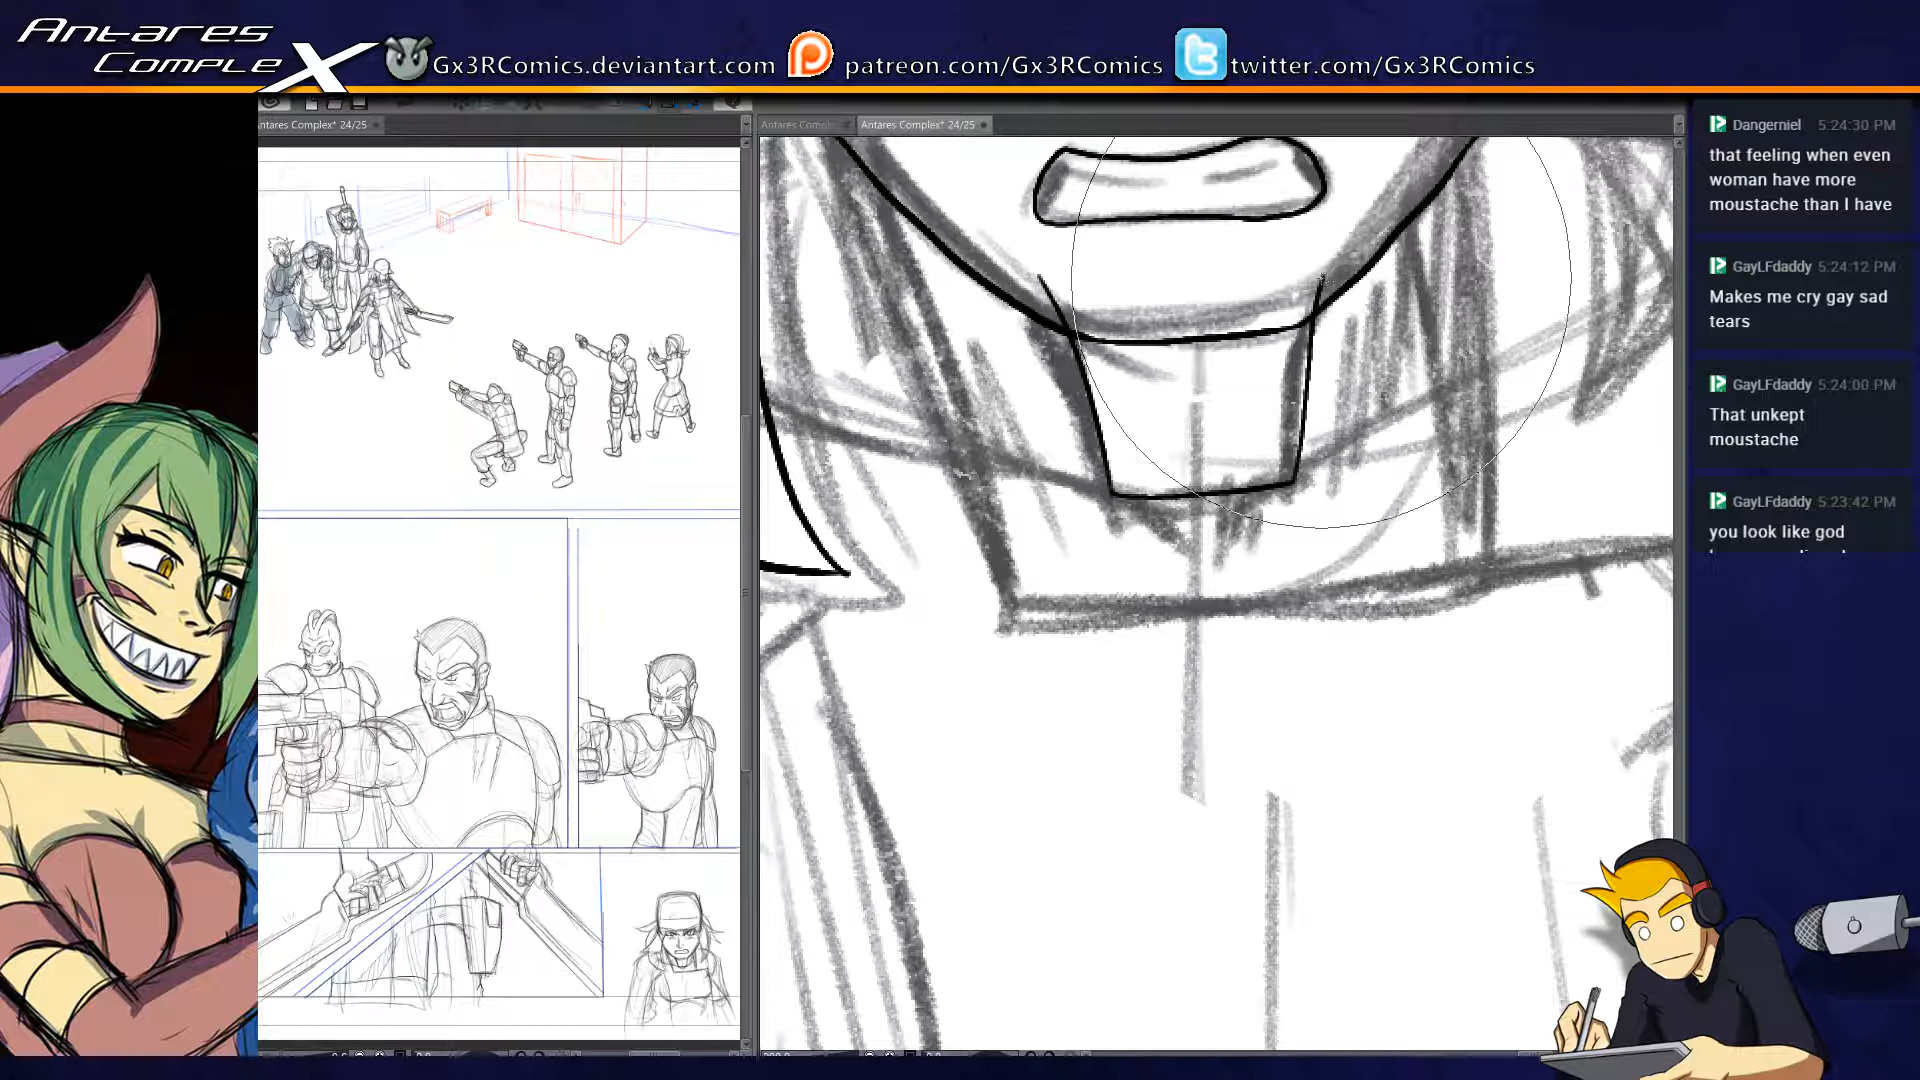 Antares
Complex
Gx3RComics.deviantart.com
patreon.com/Gx3RComics
twitter.com/Gx3RComics
ntares Complex* 24/25
Antares Compl
Antares Complex* 24/25
Dangerniel 5:24:30 PM
that feeling when even
woman have more
moustache than I have
GayLFdaddy 5:24:12 PM
Makes me cry gay sad
tears
GayLFdaddy 5:24:00 PM
That unkept
moustache
GayLFdaddy 5:23:42 PM
you look like god